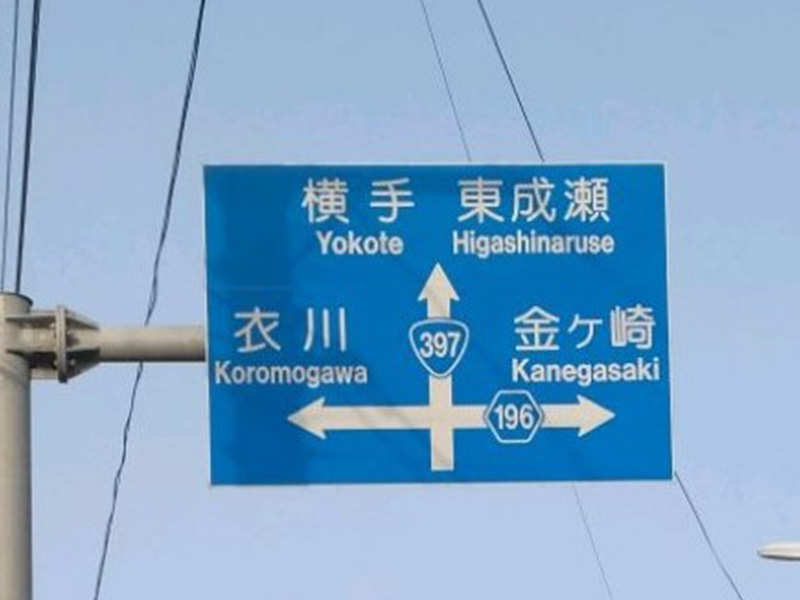 横手 東成瀬
Yokote Higashinaruse
衣川 397 金ヶ崎
Koromogawa Kanegasaki
196